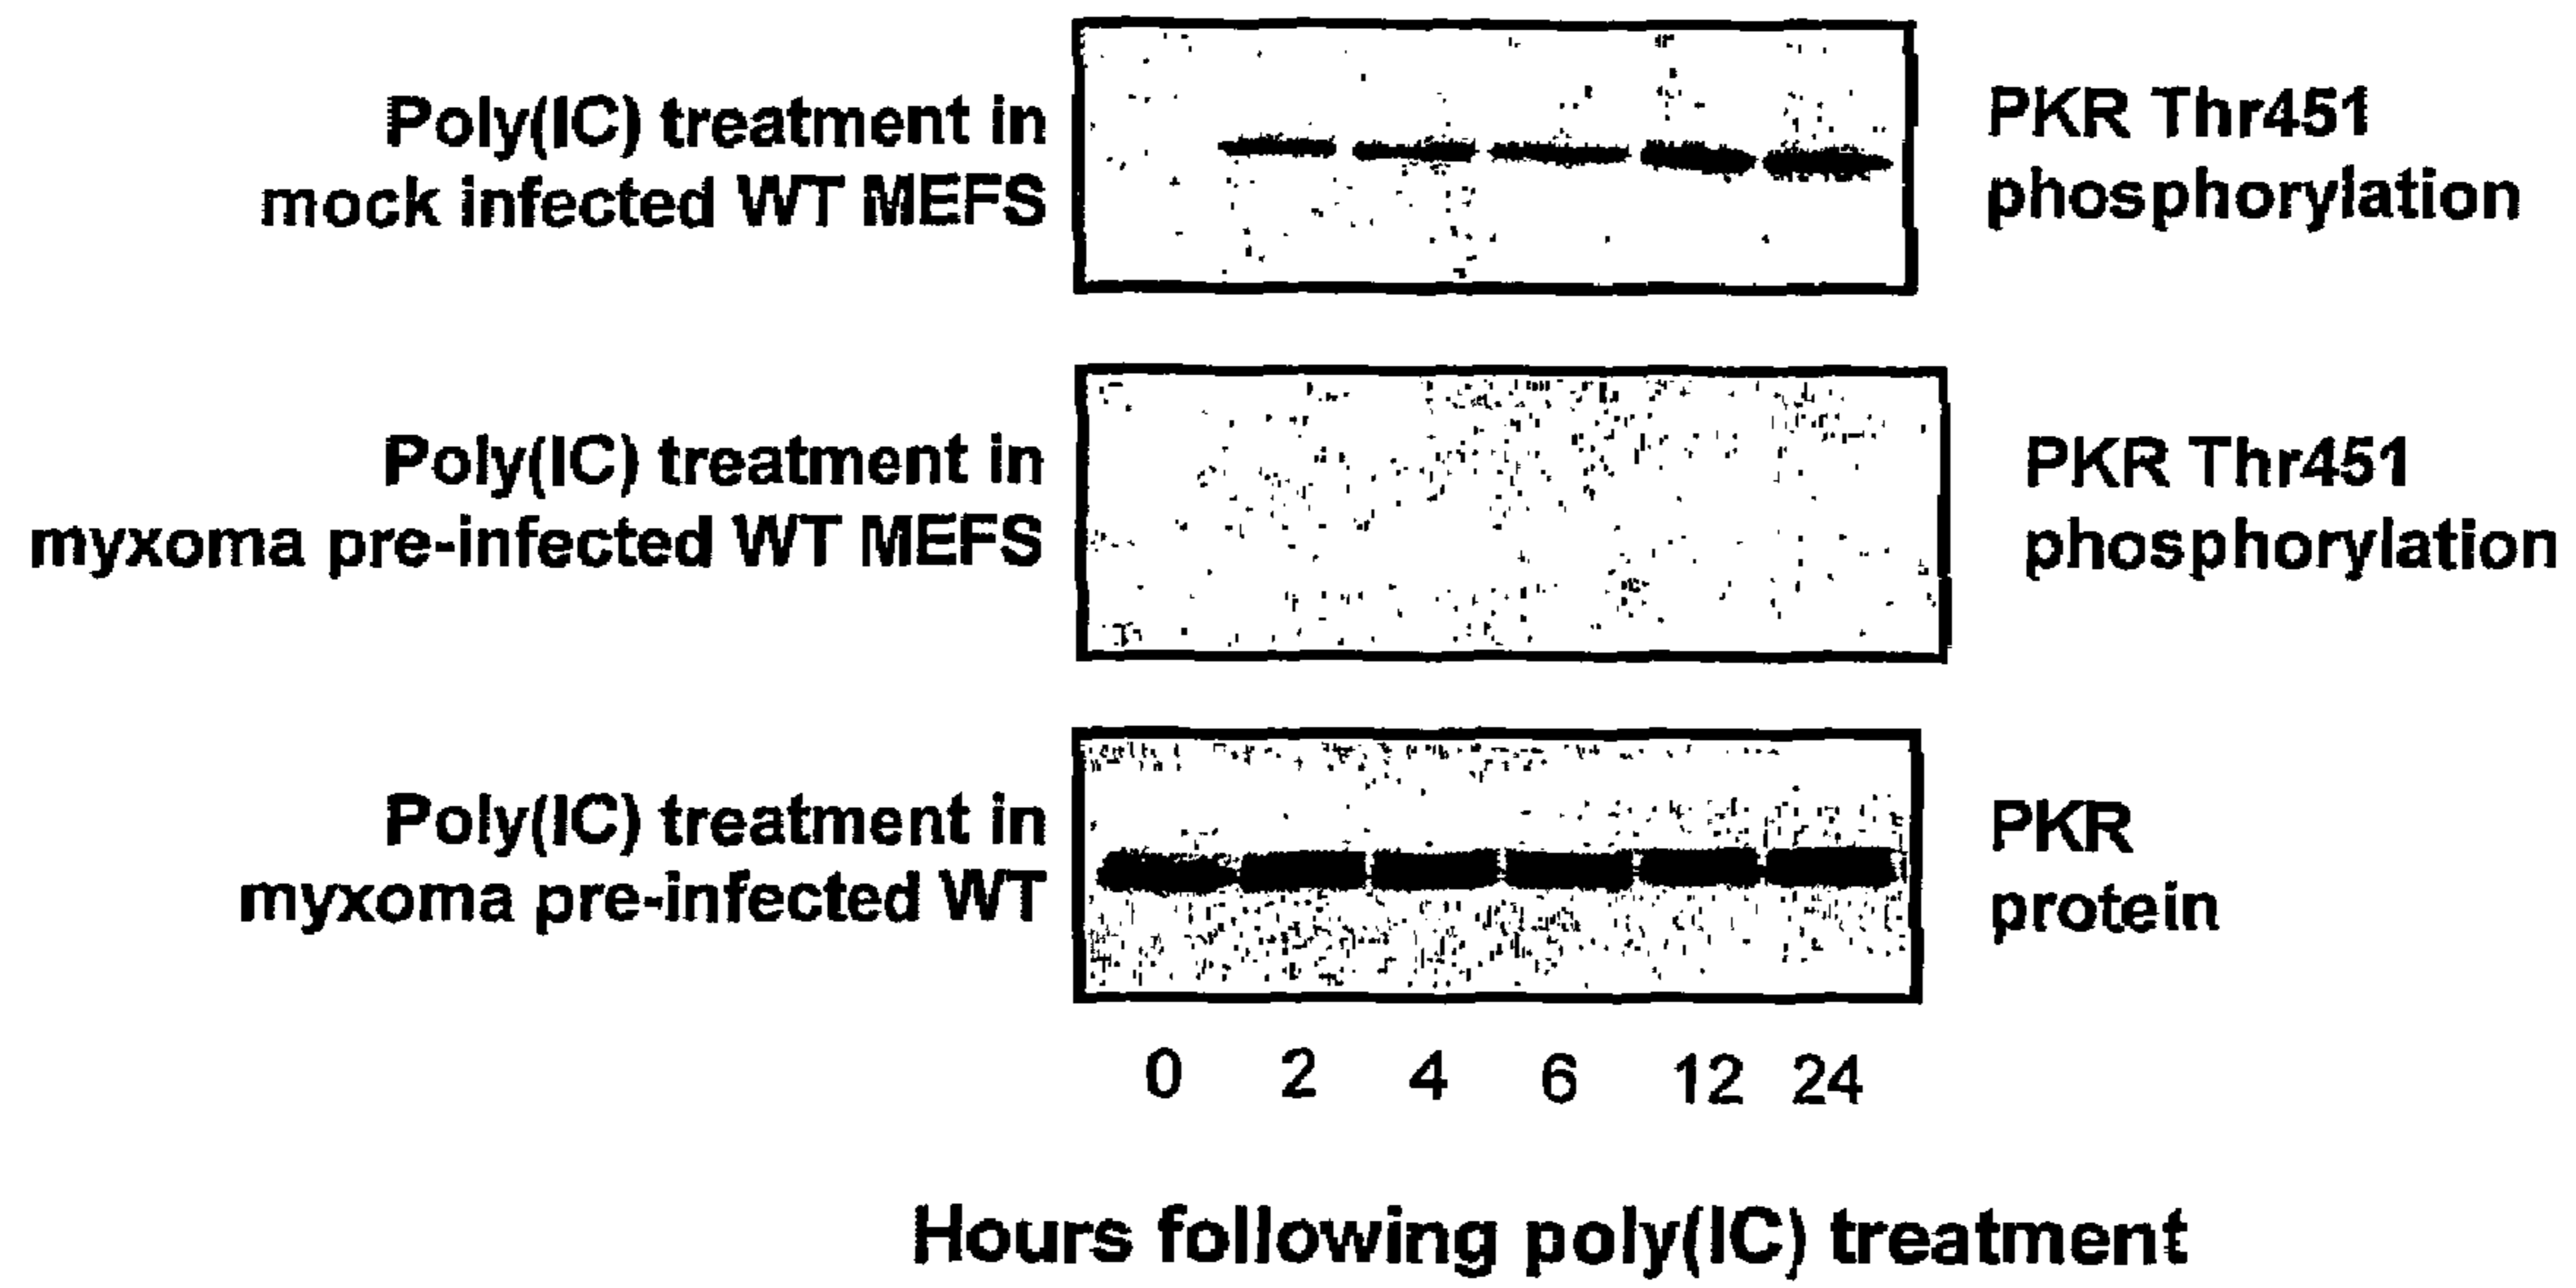 Poly(IC) treatment in
mock infected WT MEFS
PKR Thr451
phosphorylation
Poly(IC) treatment in
myxoma pre-infected WT MEFS
PKR Thr451
phosphorylation
Poly(IC) treatment in
myxoma pre-infected WT
PKR
protein
0 2 4 6 12 24
Hours following poly(IC) treatment